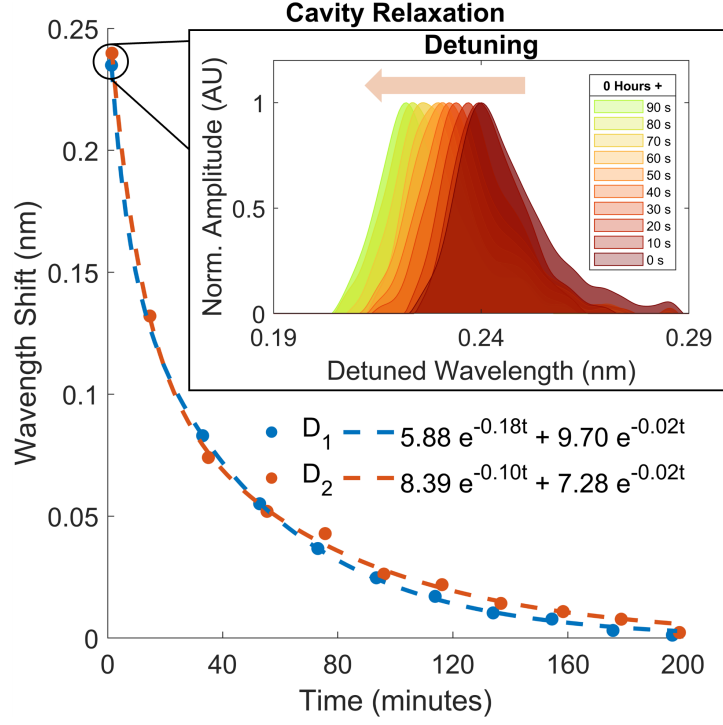 Cavity Relaxation
Detuning
0 Hours +
90 s
80 s
70 s
60 s
50 s
40 s
30 s
20 s
10 s
0 s
Norm. Amplitude (AU)
1
0.5
0
0.19
0.24
0.29
Detuned Wavelength (nm)
Wavength Shift (nm)
0.25
0.2
0.15
0.1
0.05
0
D₁ 5.88 e^-0.18t + 9.70 e^-0.02t
D₂ 8.39 e^-0.10t + 7.28 e^-0.02t
0
40
80
120
160
200
Time (minutes)